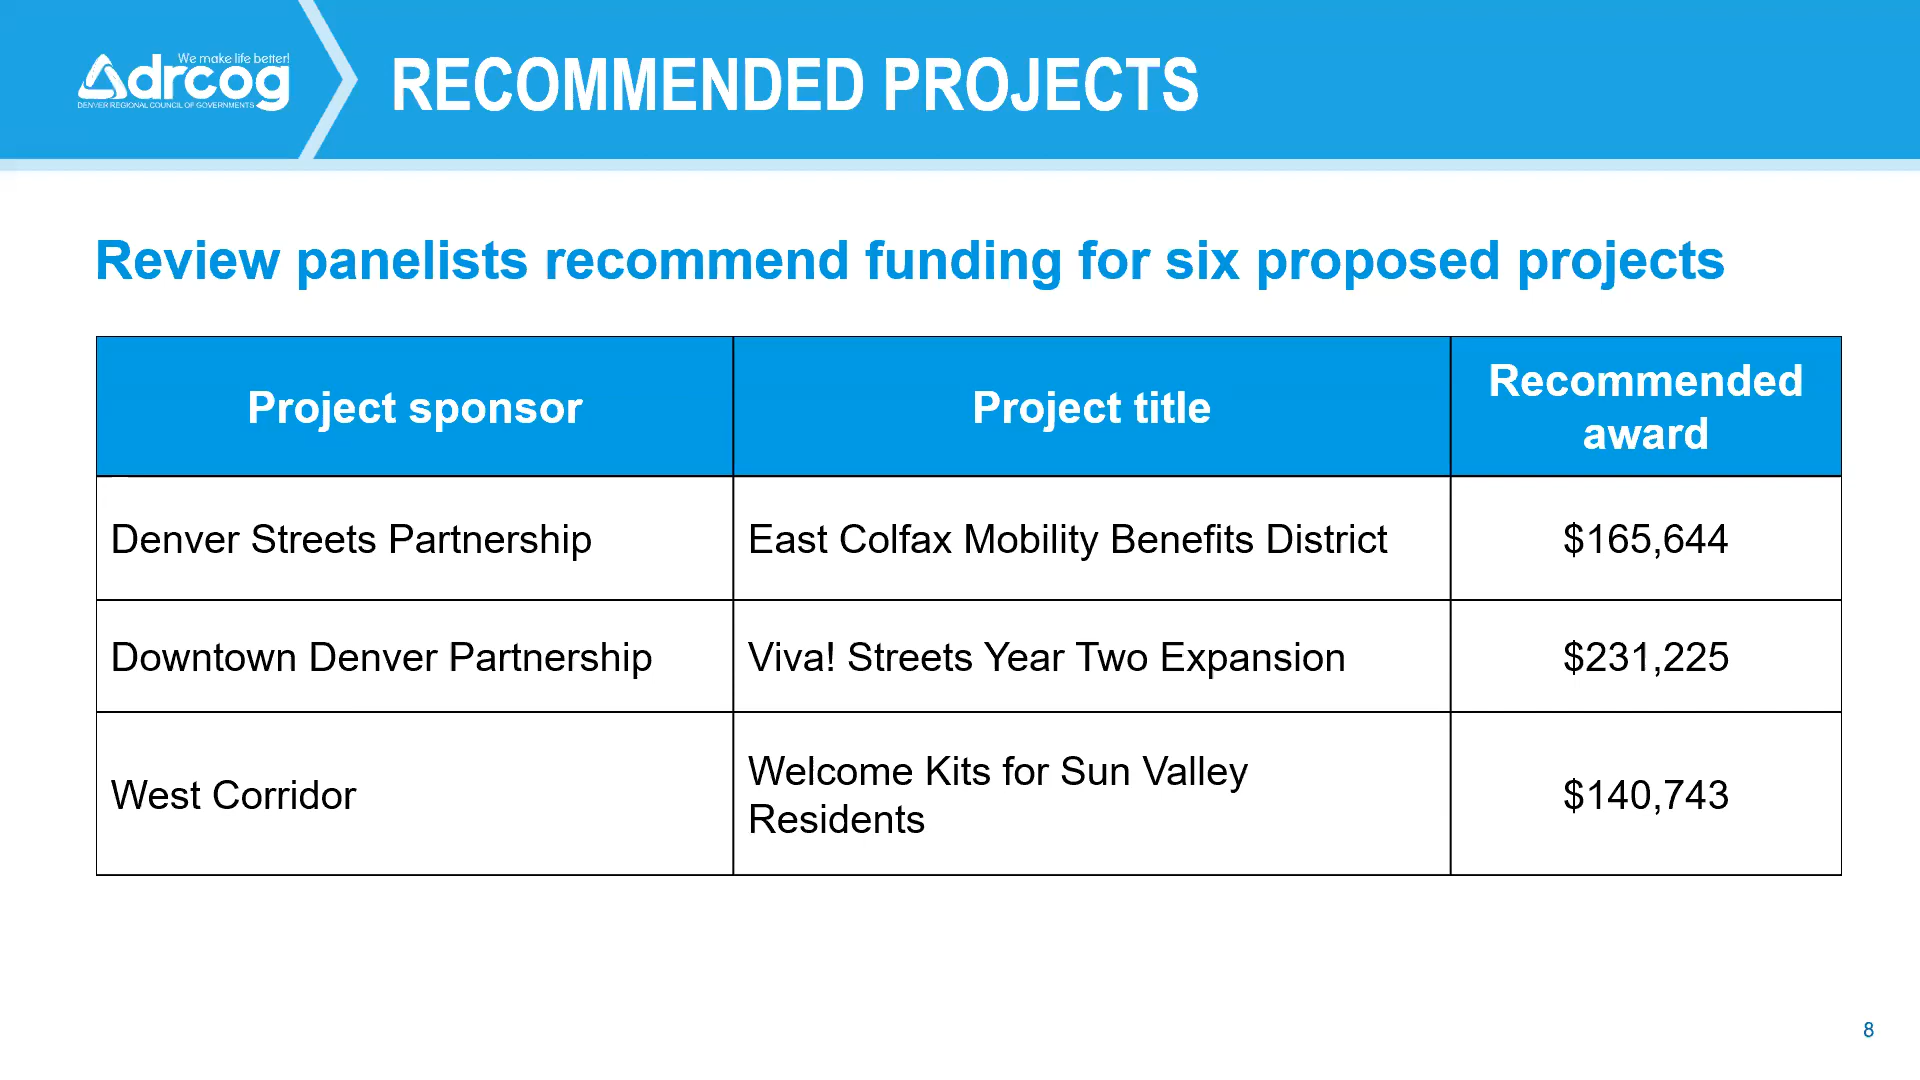 We make life better!
drcog
DENVER REGIONAL COUNCIL OF GOVERNMENTS
RECOMMENDED PROJECTS
Review panelists recommend funding for six proposed projects
Project sponsor
Project title
Recommended
award
Denver Streets Partnership
East Colfax Mobility Benefits District
$165,644
Downtown Denver Partnership
Viva! Streets Year Two Expansion
$231,225
West Corridor
Welcome Kits for Sun Valley
Residents
$140,743
8